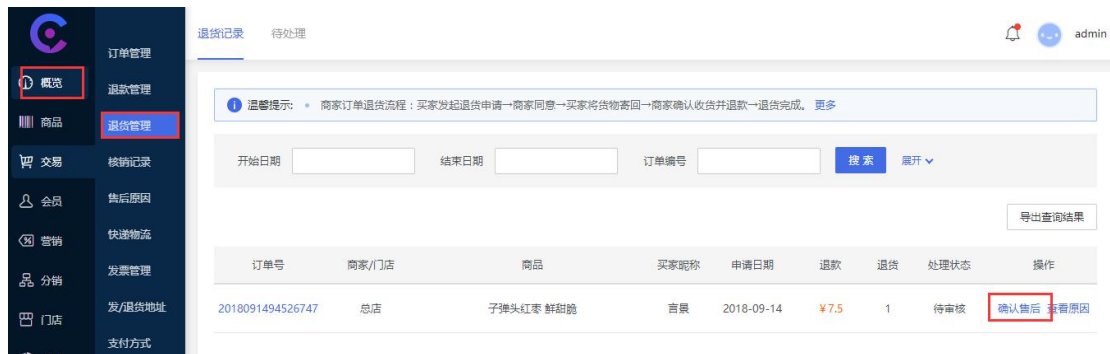 退货记录 待处理 admin
概览
商品
交易
会员
营销
分销
门店
订单管理
退款管理
退货管理
核销记录
售后原因
快递物流
发票管理
发/退货地址
支付方式
温馨提示: • 商家订单退货流程：买家发起退货申请→商家同意→买家将货物寄回→商家确认收货并退款→退货完成。 更多
开始日期 结束日期 订单编号 搜索 展开
导出查询结果
订单号 商家/门店 商品 买家昵称 申请日期 退款 退货 处理状态 操作
2018091494526747 总店 子弹头红枣 鲜甜脆 言景 2018-09-14 ¥7.5 1 待审核 确认售后 查看原因